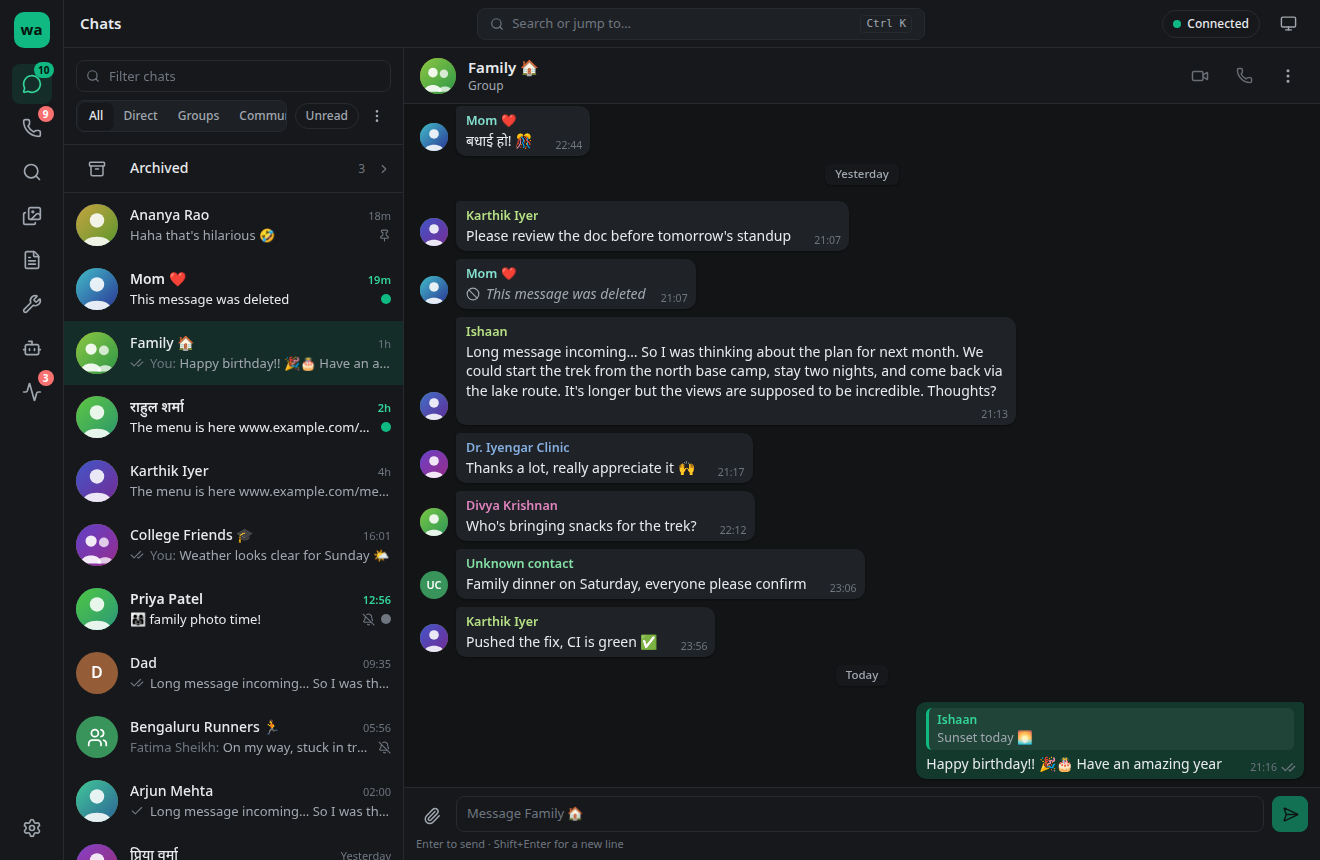 wa
Chats
Search or jump to...
Ctrl K
Connected
10
9
3
Filter chats
All Direct Groups Commu
Unread
Archived 3
Ananya Rao 18m
Haha that's hilarious 🤣
Mom ❤️ 19m
This message was deleted
Family 🏠 1h
You: Happy birthday!! 🎉🎂 Have an a...
राहुल शर्मा 2h
The menu is here www.example.com/...
Karthik Iyer 4h
The menu is here www.example.com/me...
College Friends 🎓 16:01
You: Weather looks clear for Sunday 🌤️
Priya Patel 12:56
👨‍👩‍👧 family photo time!
D
Dad 09:35
Long message incoming... So I was th...
Bengaluru Runners 🏃 05:56
Fatima Sheikh: On my way, stuck in tr...
Arjun Mehta 02:00
Long message incoming... So I was th...
प्रिया वर्मा Yesterday
Family 🏠
Group
Mom ❤️
बधाई हो! 🎊 22:44
Yesterday
Karthik Iyer
Please review the doc before tomorrow's standup 21:07
Mom ❤️
This message was deleted 21:07
Ishaan
Long message incoming... So I was thinking about the plan for next month. We
could start the trek from the north base camp, stay two nights, and come back via
the lake route. It's longer but the views are supposed to be incredible. Thoughts?
21:13
Dr. Iyengar Clinic
Thanks a lot, really appreciate it 🙌 21:17
Divya Krishnan
Who's bringing snacks for the trek? 22:12
UC
Unknown contact
Family dinner on Saturday, everyone please confirm 23:06
Karthik Iyer
Pushed the fix, CI is green ✅ 23:56
Today
Ishaan
Sunset today 🌅
Happy birthday!! 🎉🎂 Have an amazing year 21:16
Message Family 🏠
Enter to send · Shift+Enter for a new line